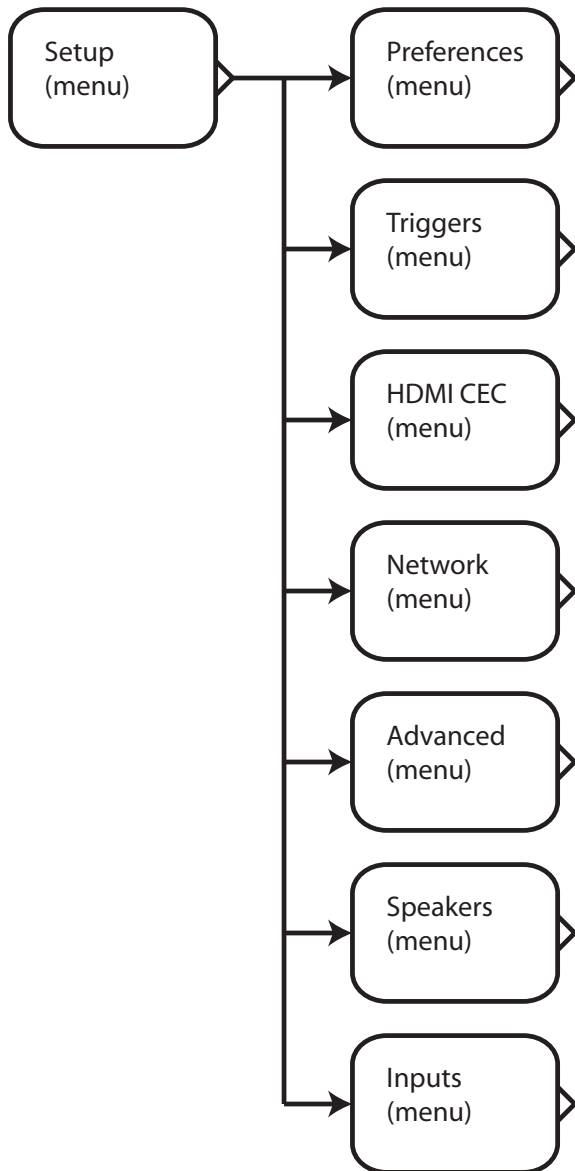 Setup
(menu)
Preferences
(menu)
Triggers
(menu)
HDMI CEC
(menu)
Network
(menu)
Advanced
(menu)
Speakers
(menu)
Inputs
(menu)